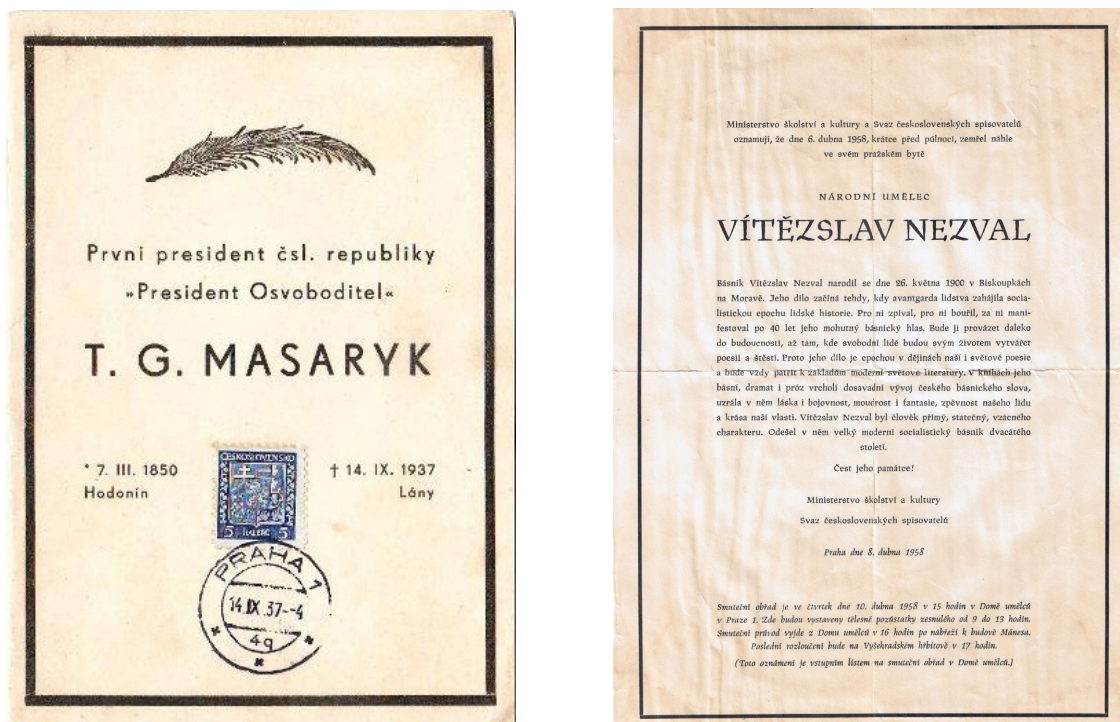 První president čsl. republiky
»President Osvoboditel«
T. G. MASARYK
* 7. III. 1850
Hodonín
† 14. IX. 1937
Lány
ČESKOSLOVENSKO
5 HALÉŘŮ 5
PRAHA 1
14.IX.37--4
4q
Ministerstvo školství a kultury a Svaz československých spisovatelů
oznamují, že dne 6. dubna 1958, krátce před půlnocí, zemřel náhle
ve svém pražském bytě
NÁRODNÍ UMĚLEC
VÍTĚZSLAV NEZVAL
Básník Vítězslav Nezval narodil se dne 26. května 1900 v Biskoupkách
na Moravě. Jeho dílo začíná tehdy, kdy avantgarda lidstva zahájila socia-
listickou epochu lidské historie. Pro ni zpíval, pro ni bouřil, za ni mani-
festoval po 40 let jeho mohutný básnický hlas. Bude ji provázet daleko
do budoucnosti, až tam, kde svobodní lidé budou svým životem vytvářet
poesii a štěstí. Proto jeho dílo je epochou v dějinách naší i světové poesie
a bude vždy patřit k základům moderní světové literatury. V knihách jeho
básní, dramat i próz vrcholí dosavadní vývoj českého básnického slova,
uzrála v něm láska i bojovnost, moudrost i fantasie, zpěvnost našeho lidu
a krása naší vlasti. Vítězslav Nezval byl člověk přímý, statečný, vzácného
charakteru. Odešel v něm velký moderní socialistický básník dvacátého
století.
Čest jeho památce!
Ministerstvo školství a kultury
Svaz československých spisovatelů
Praha dne 8. dubna 1958
Smuteční obřad je ve čtvrtek dne 10. dubna 1958 v 15 hodin v Domě umělců
v Praze 1. Zde budou vystaveny tělesné pozůstatky zesnulého od 9 do 13 hodin.
Smuteční průvod vyjde z Domu umělců v 16 hodin po nábřeží k budově Mánesa.
Poslední rozloučení bude na Vyšehradském hřbitově v 17 hodin.
(Toto oznámení je vstupním listem na smuteční obřad v Domě umělců.)